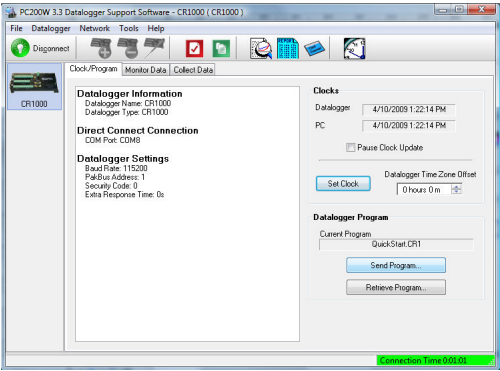 PC200W 3.3 Datalogger Support Software - CR1000 ( CR1000 )
File Datalogger Network Tools Help
Disconnect
Clock/Program Monitor Data Collect Data
CR1000
Datalogger Information
Datalogger Name: CR1000
Datalogger Type: CR1000
Direct Connect Connection
COM Port: COM8
Datalogger Settings
Baud Rate: 115200
PakBus Address: 1
Security Code: 0
Extra Response Time: 0s
Clocks
Datalogger 4/10/2009 1:22:14 PM
PC 4/10/2009 1:22:14 PM
Pause Clock Update
Datalogger Time Zone Offset
Set Clock 0 hours 0 m
Datalogger Program
Current Program
QuickStart.CR1
Send Program...
Retrieve Program...
Connection Time 0:01:01